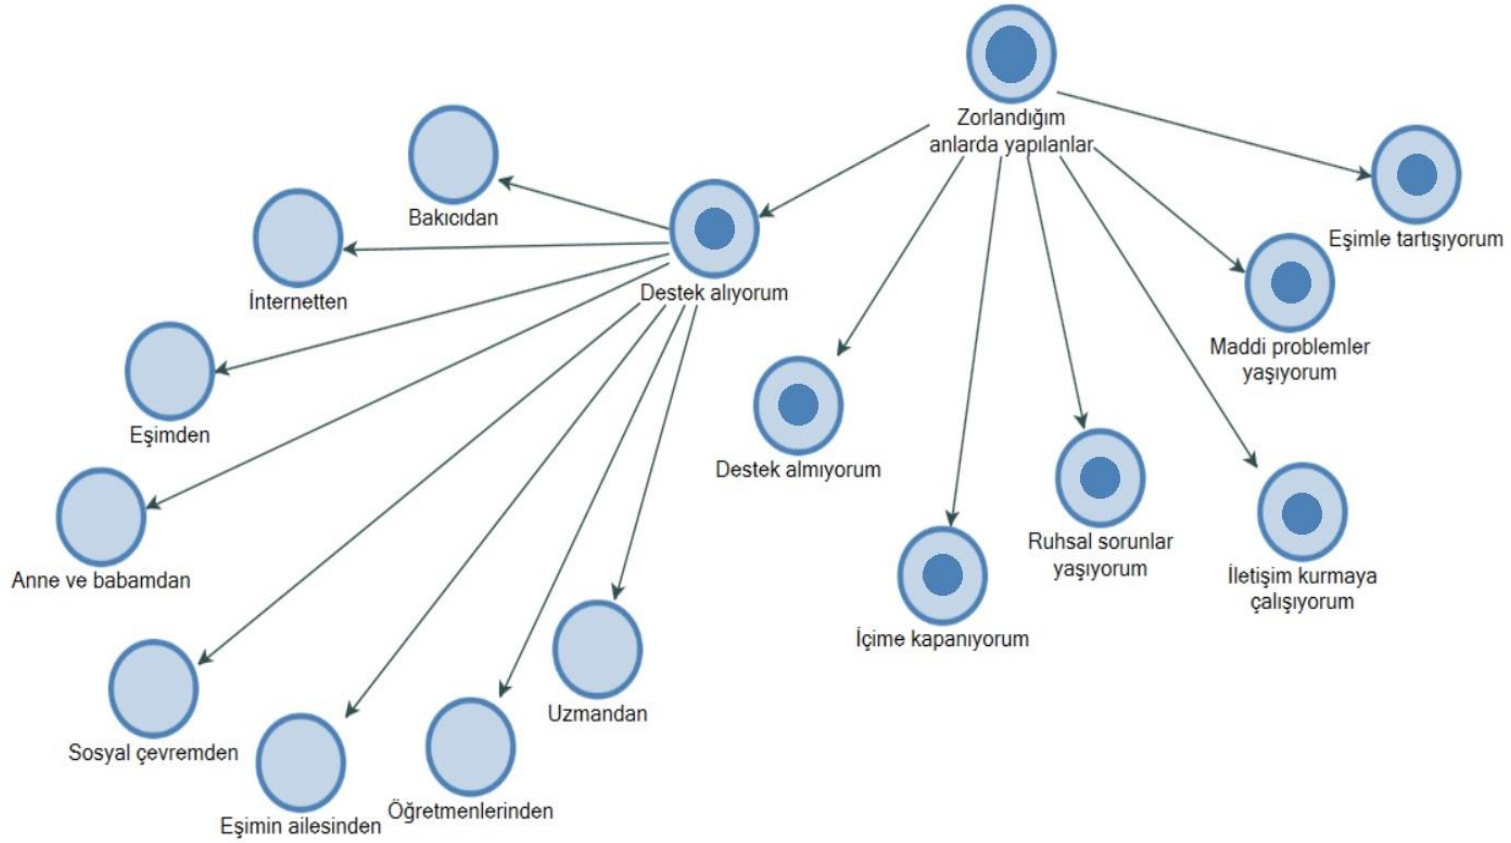 Zorlandığım
anlarda yapılanlar
Bakıcıdan
Eşimle tartışıyorum
İnternetten
Destek alıyorum
Maddi problemler
yaşıyorum
Eşimden
Destek almıyorum
Ruhsal sorunlar
yaşıyorum
Anne ve babamdan
İletişim kurmaya
çalışıyorum
İçime kapanıyorum
Uzmandan
Sosyal çevremden
Öğretmenlerinden
Eşimin ailesinden